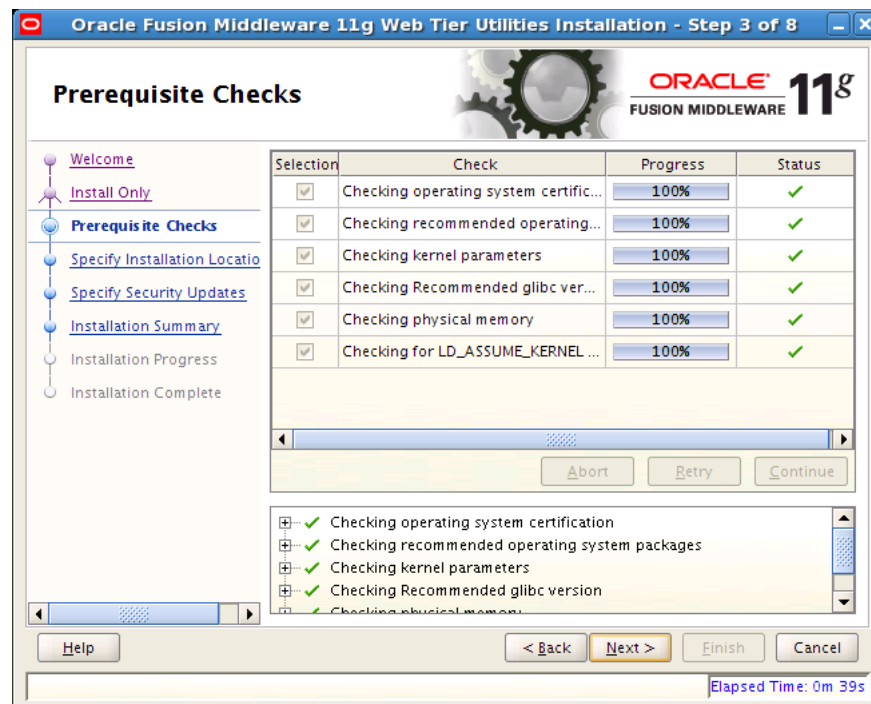 Oracle Fusion Middleware 11g Web Tier Utilities Installation - Step 3 of 8
Prerequisite Checks
ORACLE
FUSION MIDDLEWARE 11g
Welcome
Install Only
Prerequisite Checks
Specify Installation Locatio
Specify Security Updates
Installation Summary
Installation Progress
Installation Complete
Selection Check Progress Status
Checking operating system certific... 100%
Checking recommended operating... 100%
Checking kernel parameters 100%
Checking Recommended glibc ver... 100%
Checking physical memory 100%
Checking for LD_ASSUME_KERNEL ... 100%
Abort Retry Continue
Checking operating system certification
Checking recommended operating system packages
Checking kernel parameters
Checking Recommended glibc version
Checking physical memory
Help < Back Next > Finish Cancel
Elapsed Time: 0m 39s